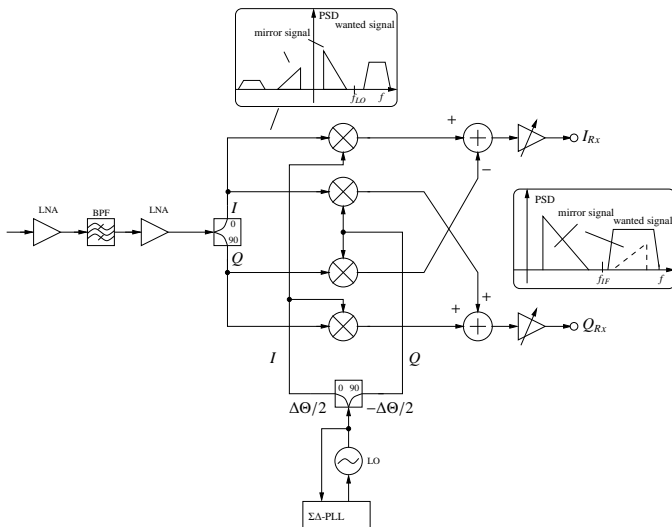 PSD
mirror signal
wanted signal
f_LO
f
+
+
−
I_Rx
LNA
BPF
LNA
I
0
90
Q
PSD
mirror signal
wanted signal
f_IF
f
+
+
+
Q_Rx
I
Q
0 90
ΔΘ/2
−ΔΘ/2
LO
ΣΔ-PLL